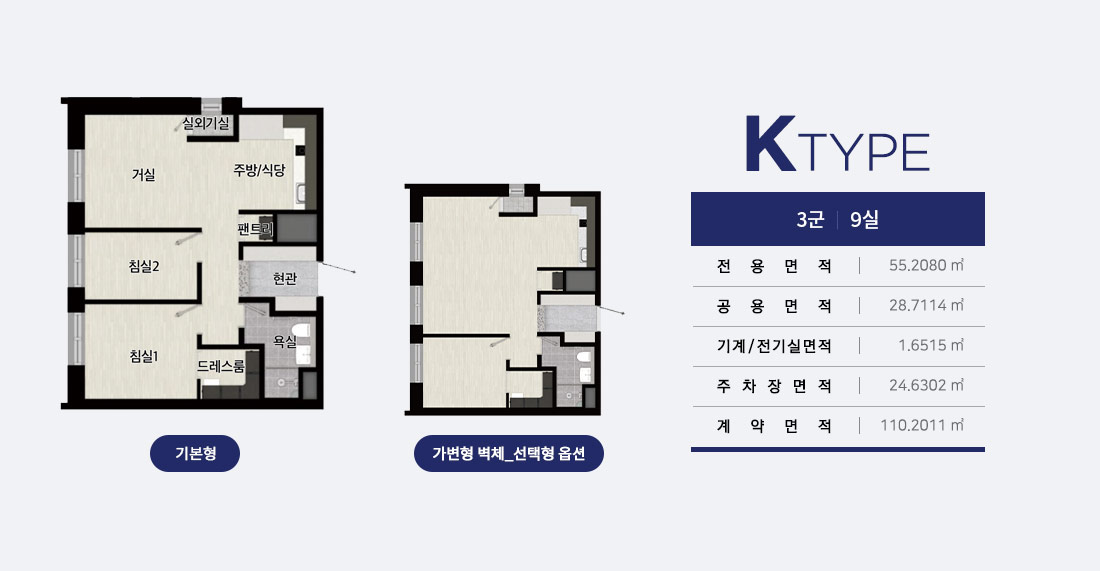 실외기실
거실
주방/식당
팬트리
침실2
현관
욕실
침실1
드레스룸
기본형
가변형 벽체_선택형 옵션
K TYPE
3군 | 9실
전용면적 | 55.2080 ㎡
공용면적 | 28.7114 ㎡
기계/전기실면적 | 1.6515 ㎡
주차장면적 | 24.6302 ㎡
계약면적 | 110.2011 ㎡